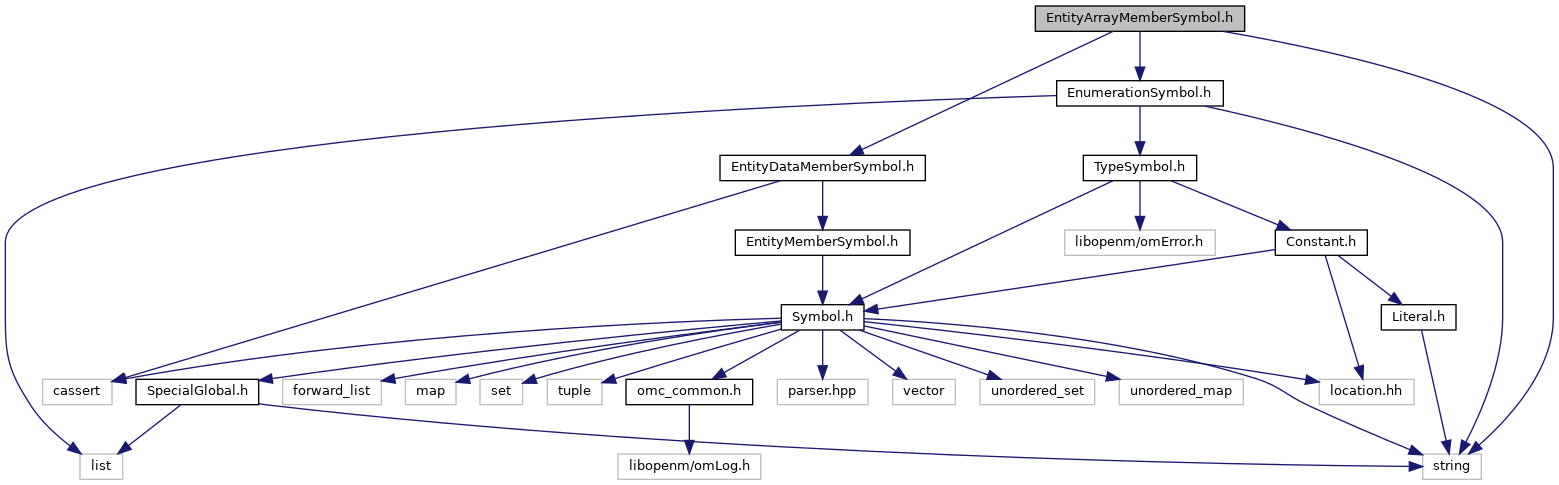 EntityArrayMemberSymbol.h
EnumerationSymbol.h
EntityDataMemberSymbol.h
TypeSymbol.h
EntityMemberSymbol.h
libopenm/omError.h
Constant.h
Symbol.h
Literal.h
cassert
SpecialGlobal.h
forward_list
map
set
tuple
omc_common.h
parser.hpp
vector
unordered_set
unordered_map
location.hh
list
libopenm/omLog.h
string